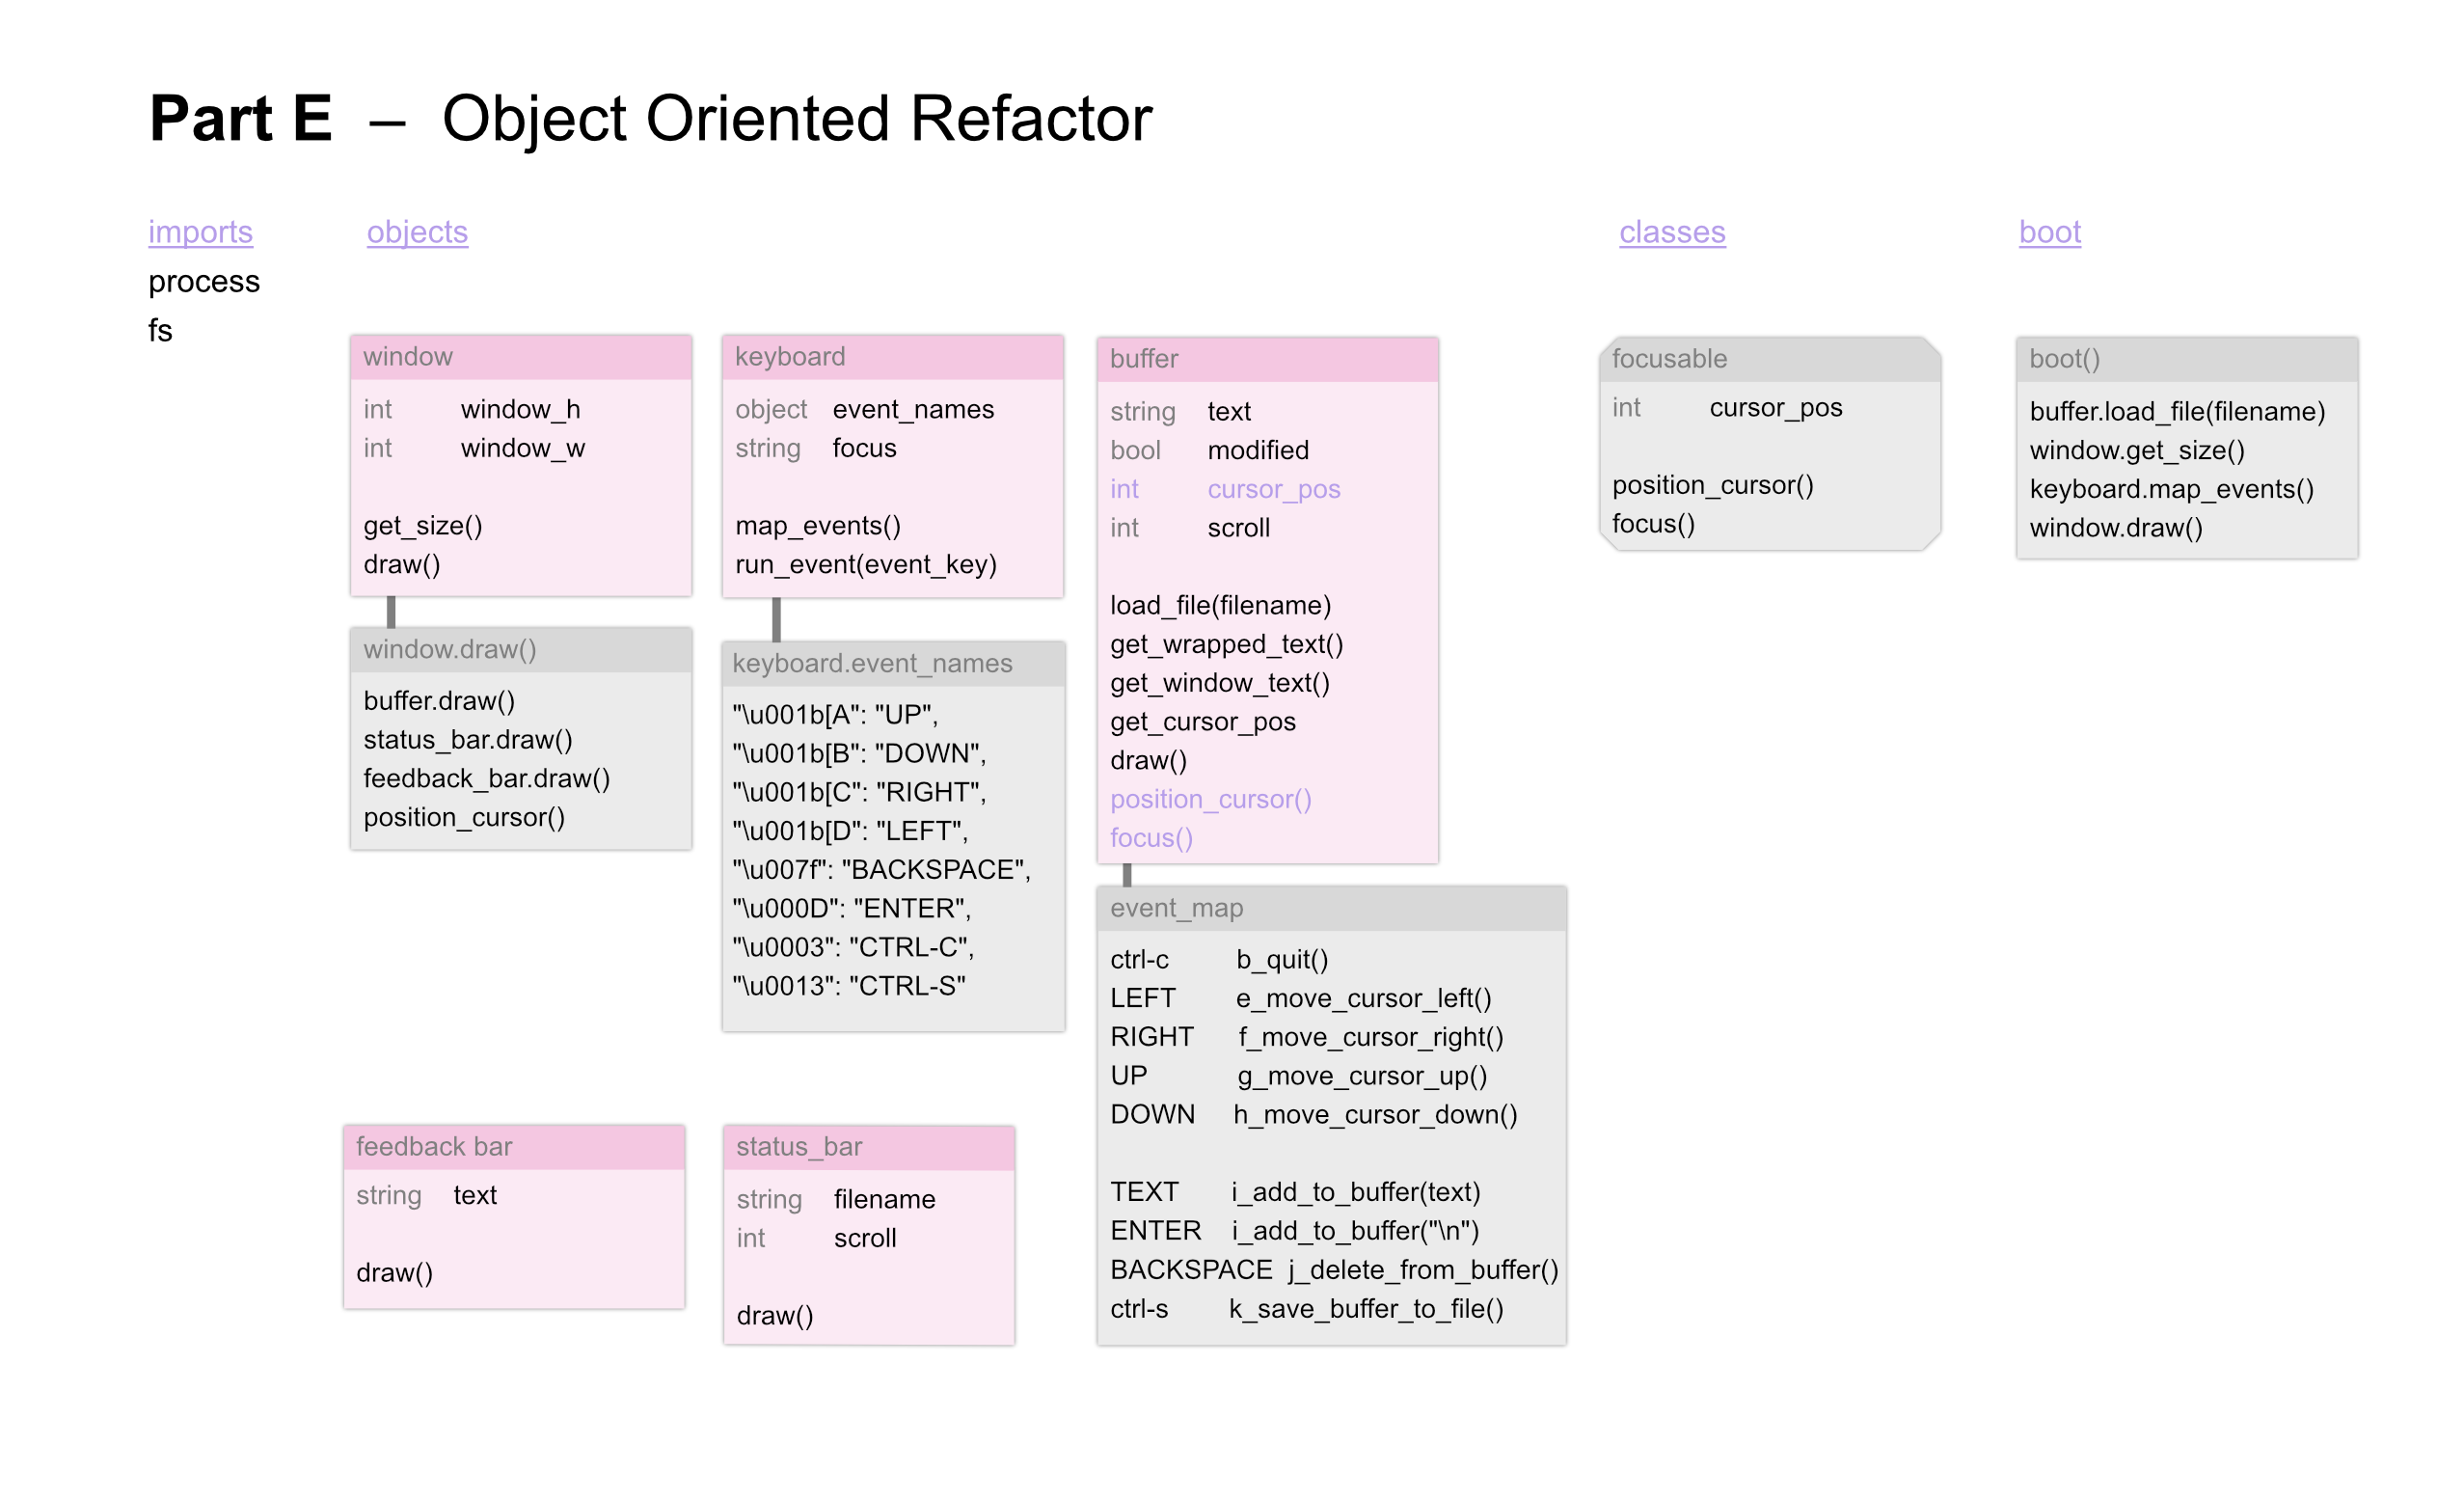 Part E – Object Oriented Refactor
imports
process
fs
objects
window
int window_h
int window_w
get_size()
draw()
window.draw()
buffer.draw()
status_bar.draw()
feedback_bar.draw()
position_cursor()
keyboard
object event_names
string focus
map_events()
run_event(event_key)
keyboard.event_names
"\u001b[A": "UP",
"\u001b[B": "DOWN",
"\u001b[C": "RIGHT",
"\u001b[D": "LEFT",
"\u007f": "BACKSPACE",
"\u000D": "ENTER",
"\u0003": "CTRL-C",
"\u0013": "CTRL-S"
buffer
string text
bool modified
int cursor_pos
int scroll
load_file(filename)
get_wrapped_text()
get_window_text()
get_cursor_pos
draw()
position_cursor()
focus()
event_map
ctrl-c b_quit()
LEFT e_move_cursor_left()
RIGHT f_move_cursor_right()
UP g_move_cursor_up()
DOWN h_move_cursor_down()
TEXT i_add_to_buffer(text)
ENTER i_add_to_buffer("\n")
BACKSPACE j_delete_from_buffer()
ctrl-s k_save_buffer_to_file()
feedback bar
string text
draw()
status_bar
string filename
int scroll
draw()
classes
focusable
int cursor_pos
position_cursor()
focus()
boot
boot()
buffer.load_file(filename)
window.get_size()
keyboard.map_events()
window.draw()